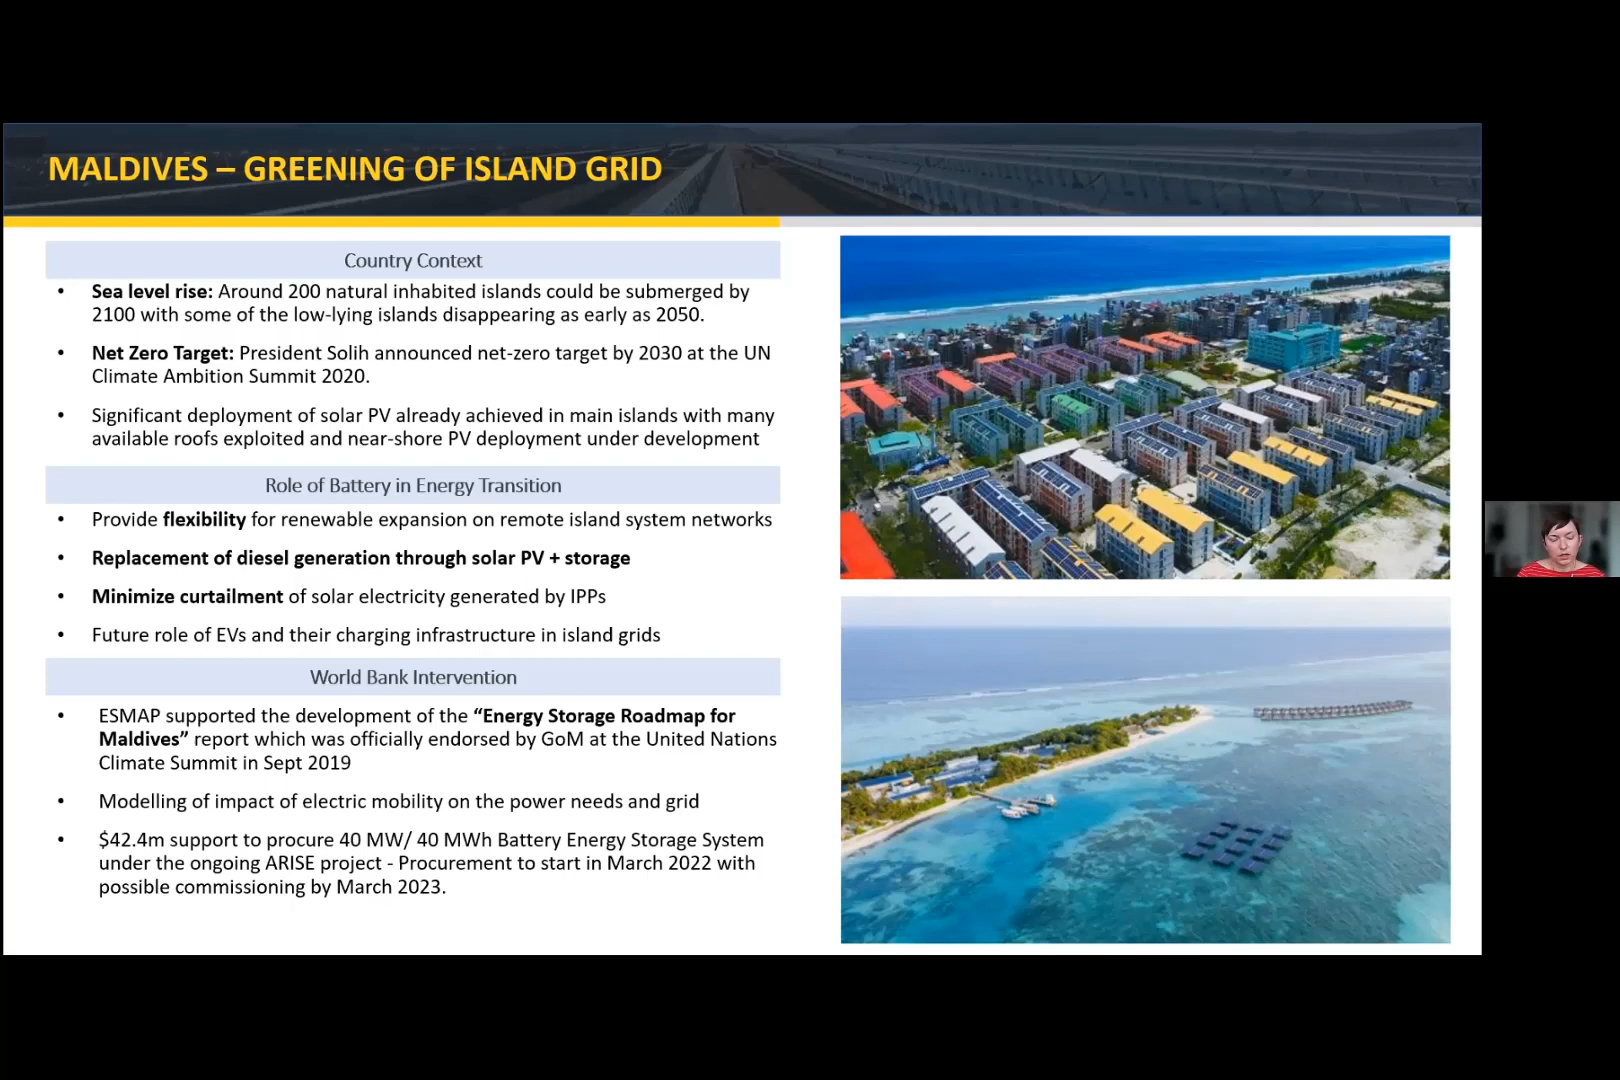 MALDIVES – GREENING OF ISLAND GRID
Country Context
• Sea level rise: Around 200 natural inhabited islands could be submerged by
2100 with some of the low-lying islands disappearing as early as 2050.
• Net Zero Target: President Solih announced net-zero target by 2030 at the UN
Climate Ambition Summit 2020.
• Significant deployment of solar PV already achieved in main islands with many
available roofs exploited and near-shore PV deployment under development
Role of Battery in Energy Transition
• Provide flexibility for renewable expansion on remote island system networks
• Replacement of diesel generation through solar PV + storage
• Minimize curtailment of solar electricity generated by IPPs
• Future role of EVs and their charging infrastructure in island grids
World Bank Intervention
• ESMAP supported the development of the “Energy Storage Roadmap for
Maldives” report which was officially endorsed by GoM at the United Nations
Climate Summit in Sept 2019
• Modelling of impact of electric mobility on the power needs and grid
• $42.4m support to procure 40 MW/ 40 MWh Battery Energy Storage System
under the ongoing ARISE project - Procurement to start in March 2022 with
possible commissioning by March 2023.